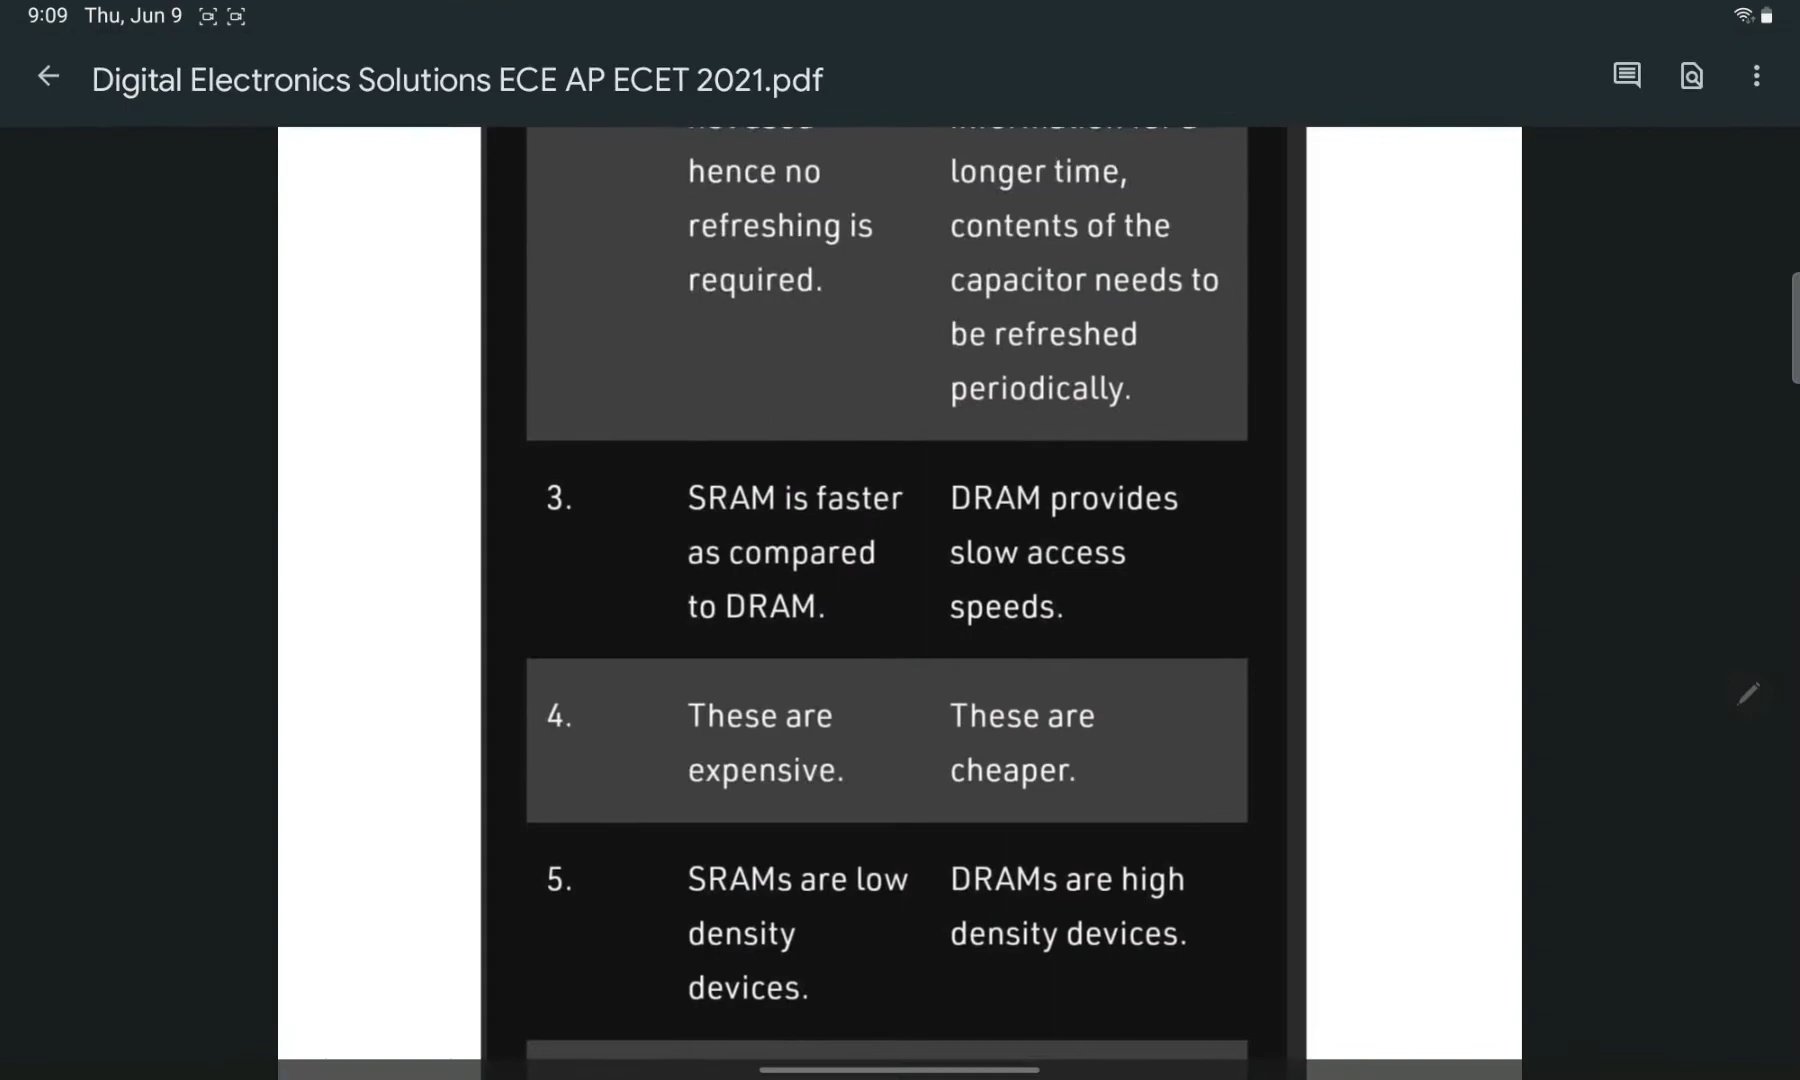 9:09 Thu, Jun 9
Digital Electronics Solutions ECE AP ECET 2021.pdf
hence no
refreshing is
required.
longer time,
contents of the
capacitor needs to
be refreshed
periodically.
3.
SRAM is faster
as compared
to DRAM.
DRAM provides
slow access
speeds.
4.
These are
expensive.
These are
cheaper.
5.
SRAMs are low
density
devices.
DRAMs are high
density devices.